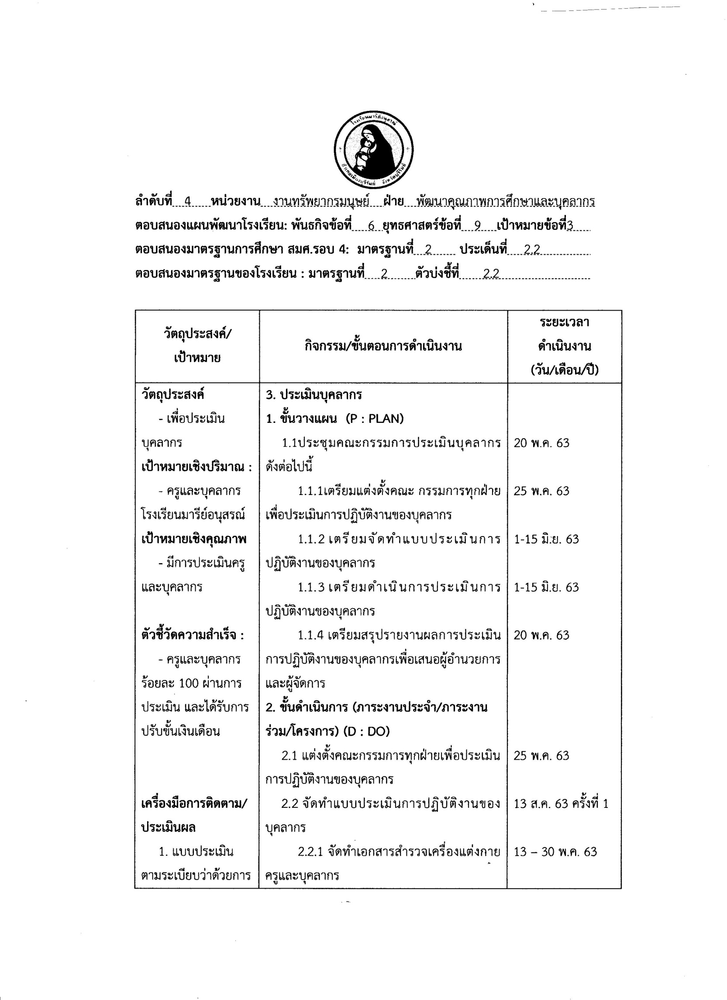 โรงเรียนมารีย์อนุสรณ์
อำเภอเมืองบุรีรัมย์ จังหวัดบุรีรัมย์
ลำดับที่....4......หน่วยงาน....งานทรัพยากรมนุษย์....ฝ่าย....พัฒนาคุณภาพการศึกษาและบุคลากร
ตอบสนองแผนพัฒนาโรงเรียน: พันธกิจข้อที่.....6...ยุทธศาสตร์ข้อที่....9.....เป้าหมายข้อที่3......
ตอบสนองมาตรฐานการศึกษา สมศ.รอบ 4: มาตรฐานที่....2........ ประเด็นที่......2.2....................
ตอบสนองมาตรฐานของโรงเรียน : มาตรฐานที่.....2.........ตัวบ่งชี้ที่........2.2....................................
วัตถุประสงค์/
เป้าหมาย
กิจกรรม/ขั้นตอนการดำเนินงาน
ระยะเวลา
ดำเนินงาน
(วัน/เดือน/ปี)
วัตถุประสงค์
- เพื่อประเมิน
บุคลากร
เป้าหมายเชิงปริมาณ :
- ครูและบุคลากร
โรงเรียนมารีย์อนุสรณ์
เป้าหมายเชิงคุณภาพ
- มีการประเมินครู
และบุคลากร
ตัวชี้วัดความสำเร็จ :
- ครูและบุคลากร
ร้อยละ 100 ผ่านการ
ประเมิน และได้รับการ
ปรับขั้นเงินเดือน
เครื่องมือการติดตาม/
ประเมินผล
1. แบบประเมิน
ตามระเบียบว่าด้วยการ
3. ประเมินบุคลากร
1. ขั้นวางแผน (P : PLAN)
1.1ประชุมคณะกรรมการประเมินบุคลากร
ดังต่อไปนี้
1.1.1เตรียมแต่งตั้งคณะ กรรมการทุกฝ่าย
เพื่อประเมินการปฏิบัติงานของบุคลากร
1.1.2 เตรียมจัดทำแบบประเมินการ
ปฏิบัติงานของบุคลากร
1.1.3 เตรียมดำเนินการประเมินการ
ปฏิบัติงานของบุคลากร
1.1.4 เตรียมสรุปรายงานผลการประเมิน
การปฏิบัติงานของบุคลากรเพื่อเสนอผู้อำนวยการ
และผู้จัดการ
2. ขั้นดำเนินการ (ภาระงานประจำ/ภาระงาน
ร่วม/โครงการ) (D : DO)
2.1 แต่งตั้งคณะกรรมการทุกฝ่ายเพื่อประเมิน
การปฏิบัติงานของบุคลากร
2.2 จัดทำแบบประเมินการปฏิบัติงานของ
บุคลากร
2.2.1 จัดทำเอกสารสำรวจเครื่องแต่งกาย
ครูและบุคลากร
20 พ.ค. 63
25 พ.ค. 63
1-15 มิ.ย. 63
1-15 มิ.ย. 63
20 พ.ค. 63
25 พ.ค. 63
13 ส.ค. 63 ครั้งที่ 1
13 – 30 พ.ค. 63